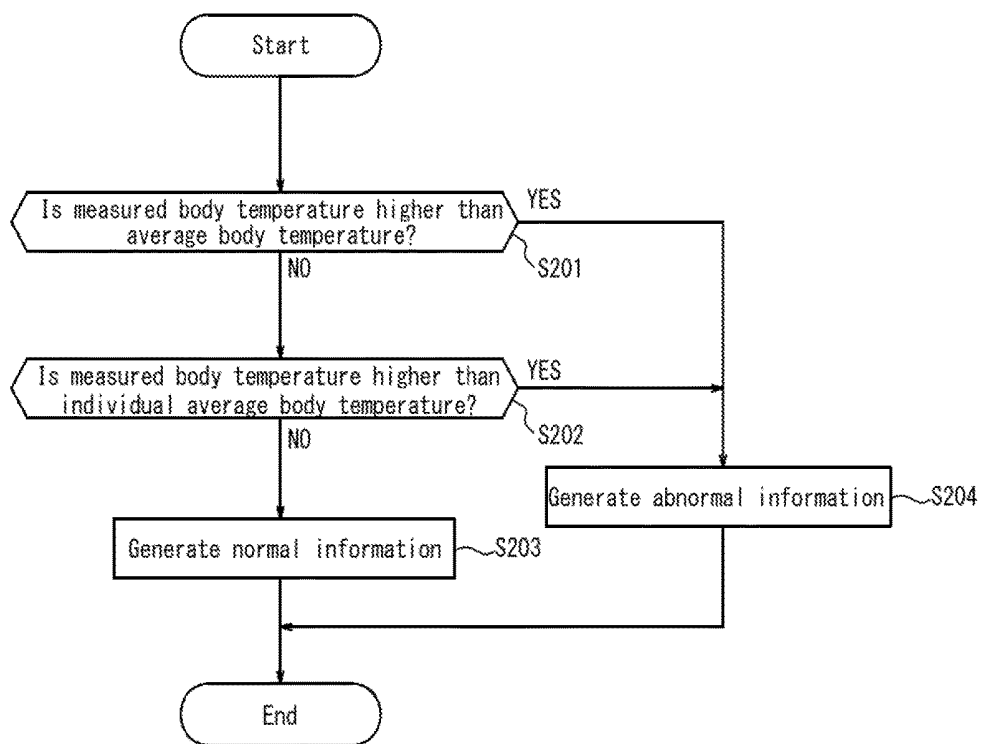 Start
Is measured body temperature higher than
average body temperature?
YES
S201
NO
Is measured body temperature higher than
individual average body temperature?
YES
S202
NO
Generate abnormal information
S204
Generate normal information
S203
End